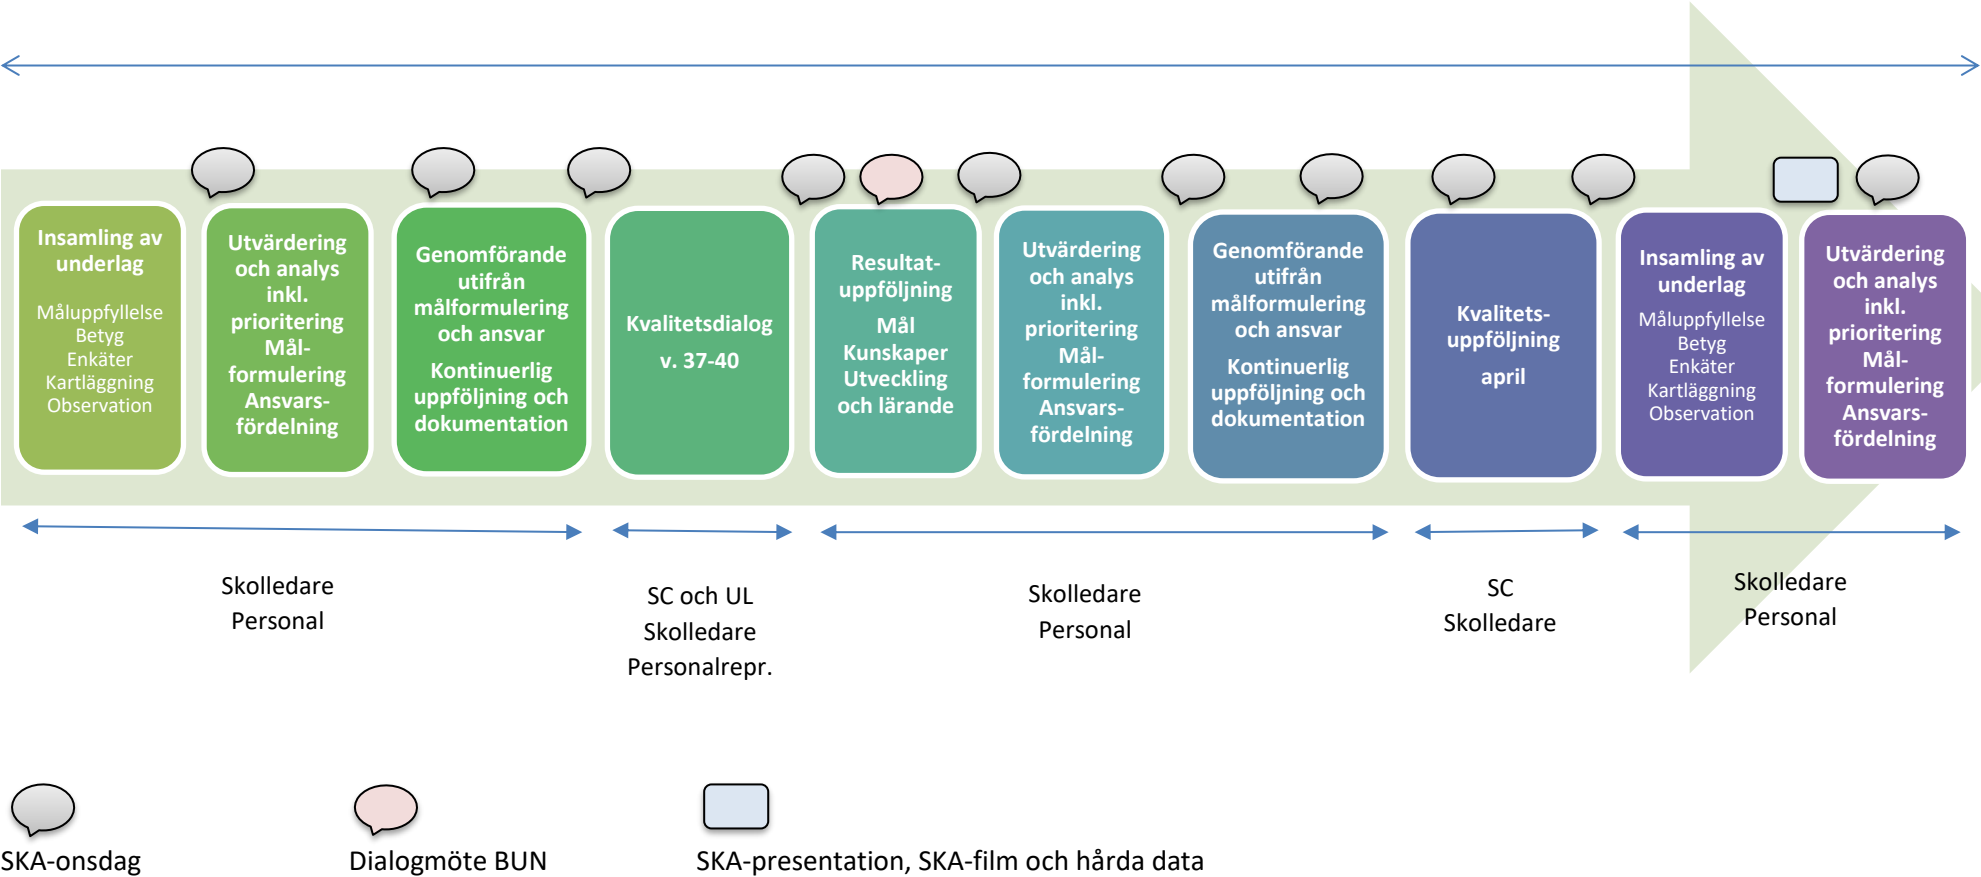 Insamling av
underlag
Måluppfyllelse
Betyg
Enkäter
Kartläggning
Observation
Utvärdering
och analys
inkl.
prioritering
Mål-
formulering
Ansvars-
fördelning
Genomförande
utifrån
målformulering
och ansvar
Kontinuerlig
uppföljning och
dokumentation
Kvalitetsdialog
v. 37-40
Resultat-
uppföljning
Mål
Kunskaper
Utveckling
och lärande
Utvärdering
och analys
inkl.
prioritering
Mål-
formulering
Ansvars-
fördelning
Genomförande
utifrån
målformulering
och ansvar
Kontinuerlig
uppföljning och
dokumentation
Kvalitets-
uppföljning
april
Insamling av
underlag
Måluppfyllelse
Betyg
Enkäter
Kartläggning
Observation
Utvärdering
och analys
inkl.
prioritering
Mål-
formulering
Ansvars-
fördelning
Skolledare
Personal
SC och UL
Skolledare
Personalrepr.
Skolledare
Personal
SC
Skolledare
Skolledare
Personal
SKA-onsdag
Dialogmöte BUN
SKA-presentation, SKA-film och hårda data